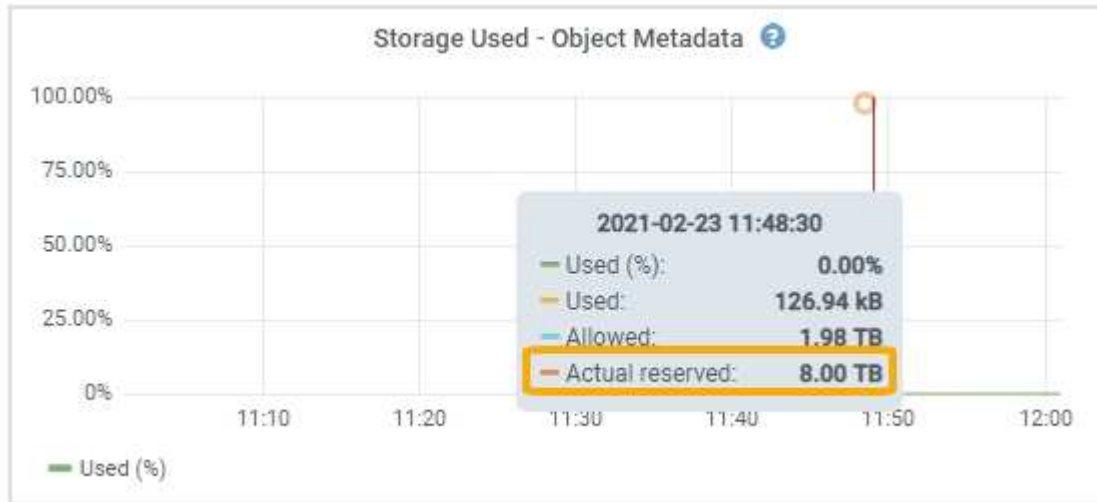 Storage Used - Object Metadata ?
100.00%
75.00%
50.00%
25.00%
0%
2021-02-23 11:48:30
Used (%): 0.00%
Used: 126.94 kB
Allowed: 1.98 TB
Actual reserved: 8.00 TB
11:10 11:20 11:30 11:40 11:50 12:00
Used (%)